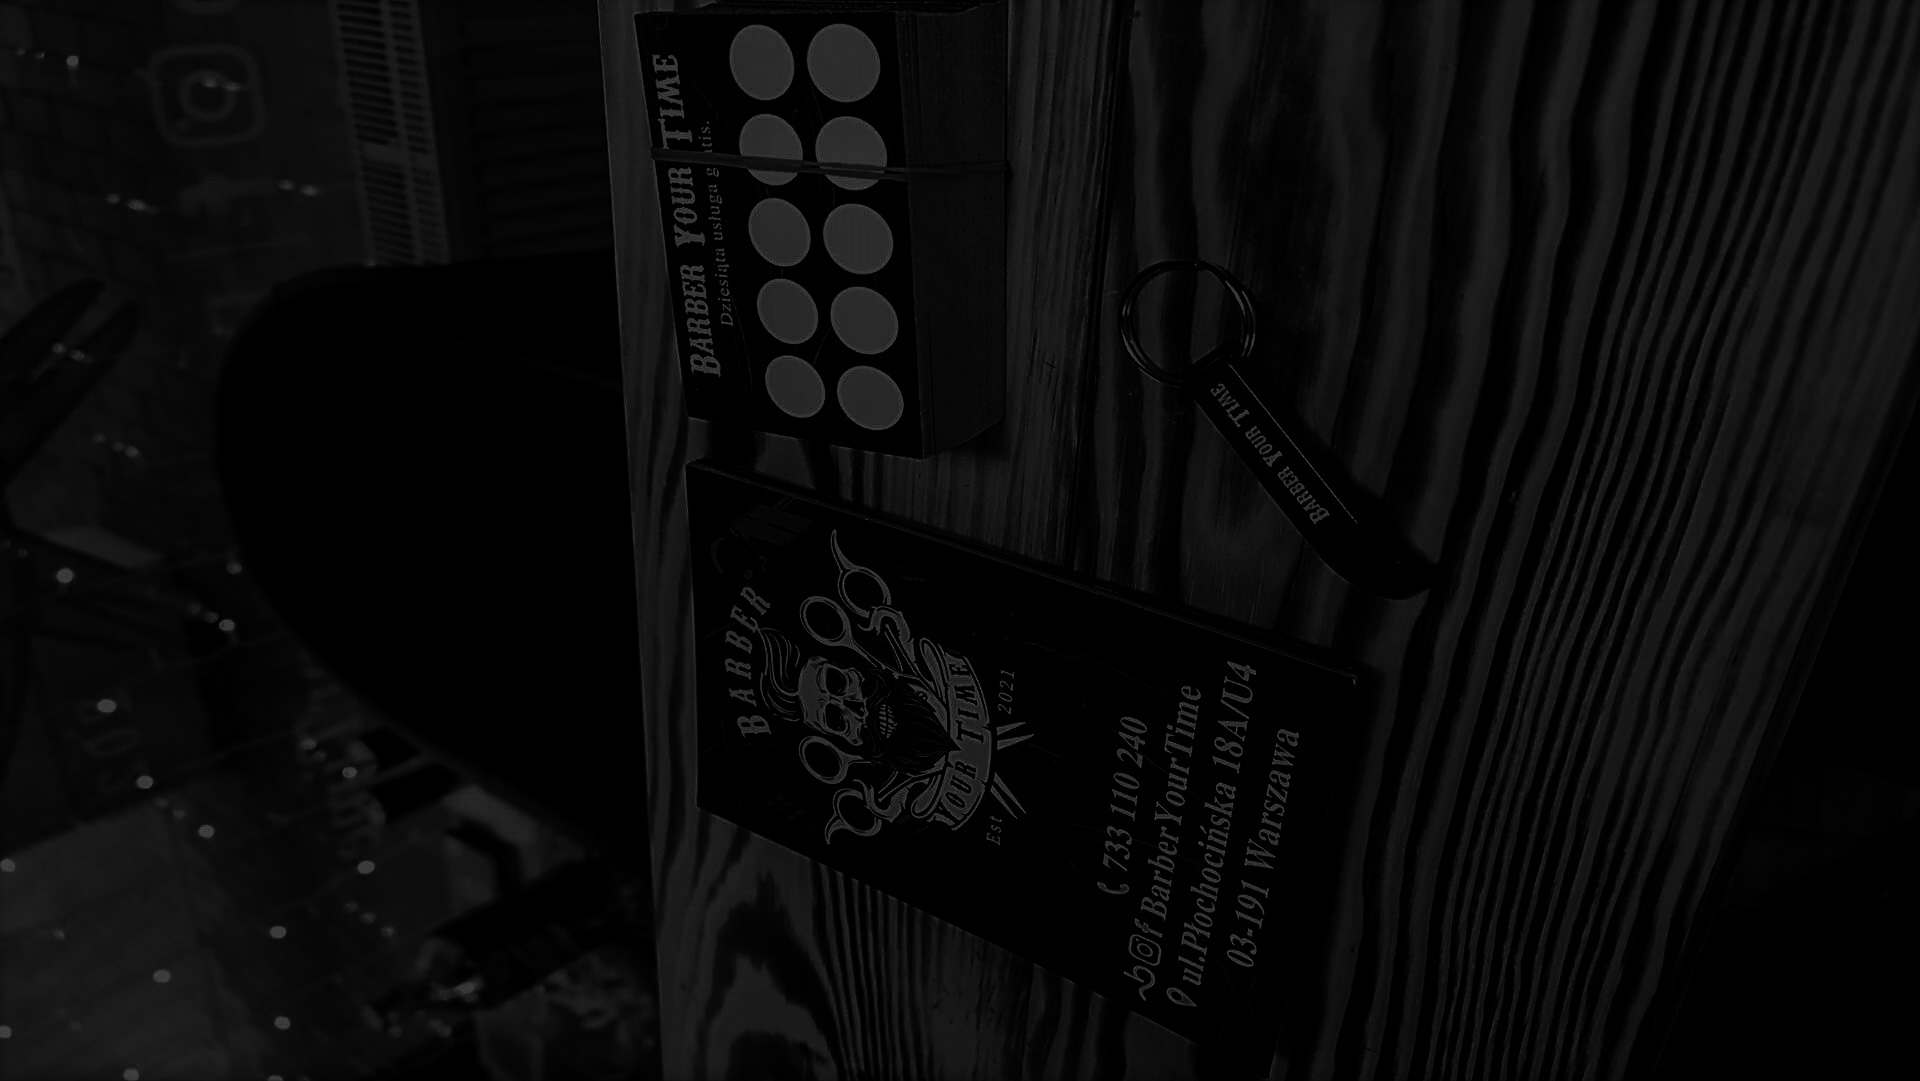 BARBER YOUR TIME
Dziesiąta usługa g atis.
BARBER YOUR TIME
BARBER
YOUR TIME
Est 2021
733 110 240
BarberYourTime
ul.Płochocińska 18A/U4
03-191 Warszawa